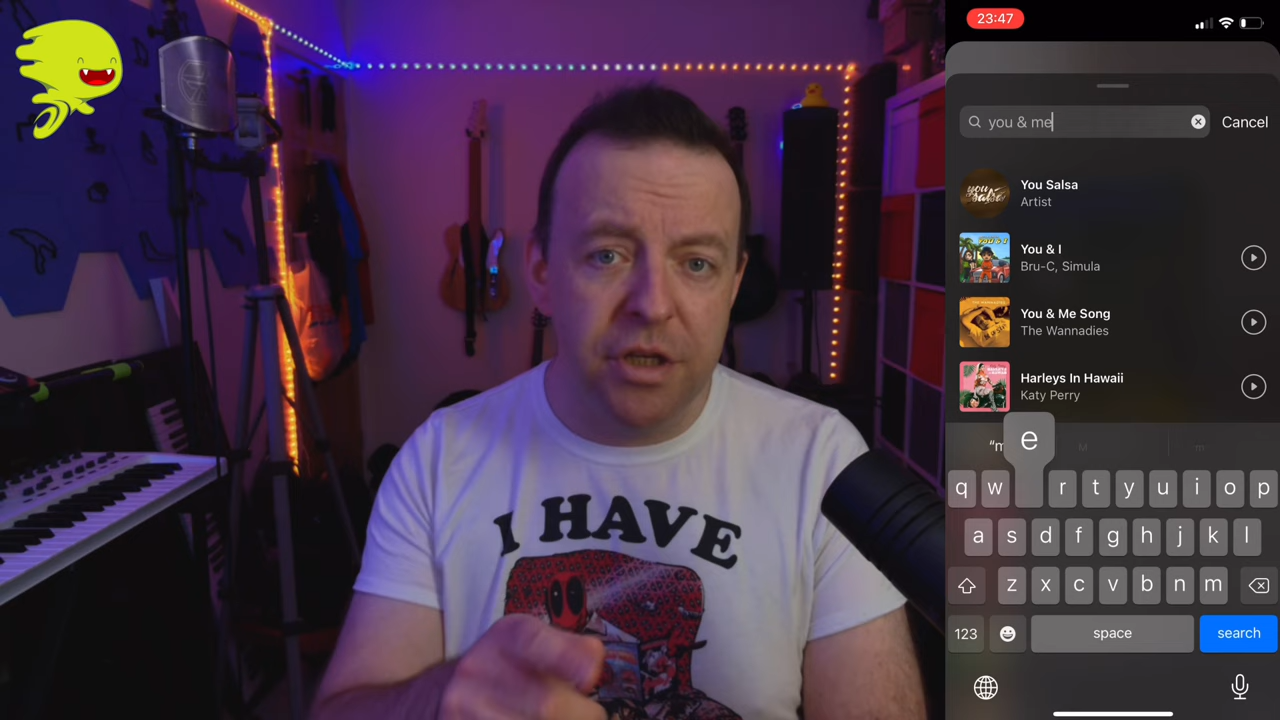 23:47
you & me
Cancel
You Salsa
Artist
You & I
Bru-C, Simula
You & Me Song
The Wannadies
Harleys In Hawaii
Katy Perry
"m
e
q w r t y u i o p
a s d f g h j k l
z x c v b n m
123
space
search
I HAVE